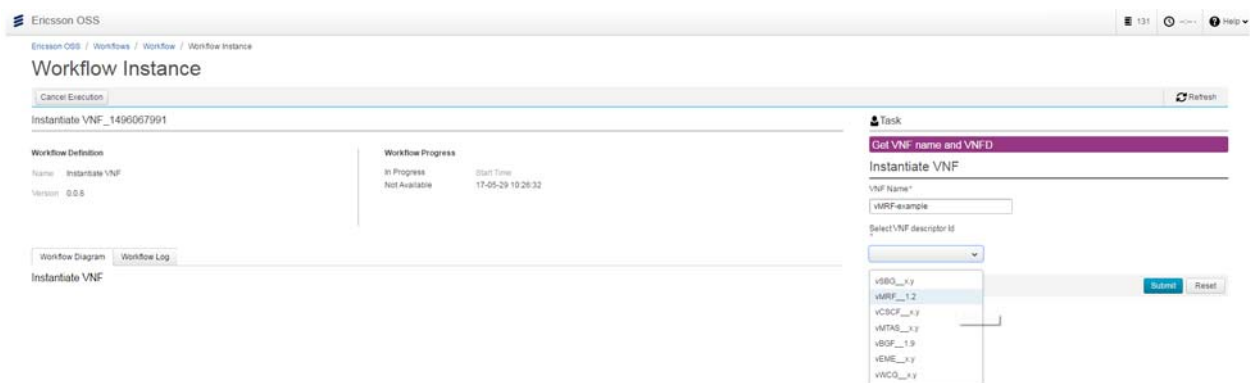 Ericsson OSS
131
--:--
Help
Ericsson OSS / Workflows / Workflow / Workflow Instance
Workflow Instance
Cancel Execution
Refresh
Instantiate VNF_1496067991
Workflow Definition
Name Instantiate VNF
Version 0.0.6
Workflow Progress
In Progress Start Time
Not Available 17-05-29 10:26:32
Workflow Diagram
Workflow Log
Instantiate VNF
Task
Get VNF name and VNFD
Instantiate VNF
VNF Name*
vMRF-example
Select VNF descriptor Id
*
vSBG__x.y
vMRF__1.2
vCSCF__x.y
vMTAS__x.y
vBGF__1.9
vEME__x.y
vWCG__x.y
Submit
Reset